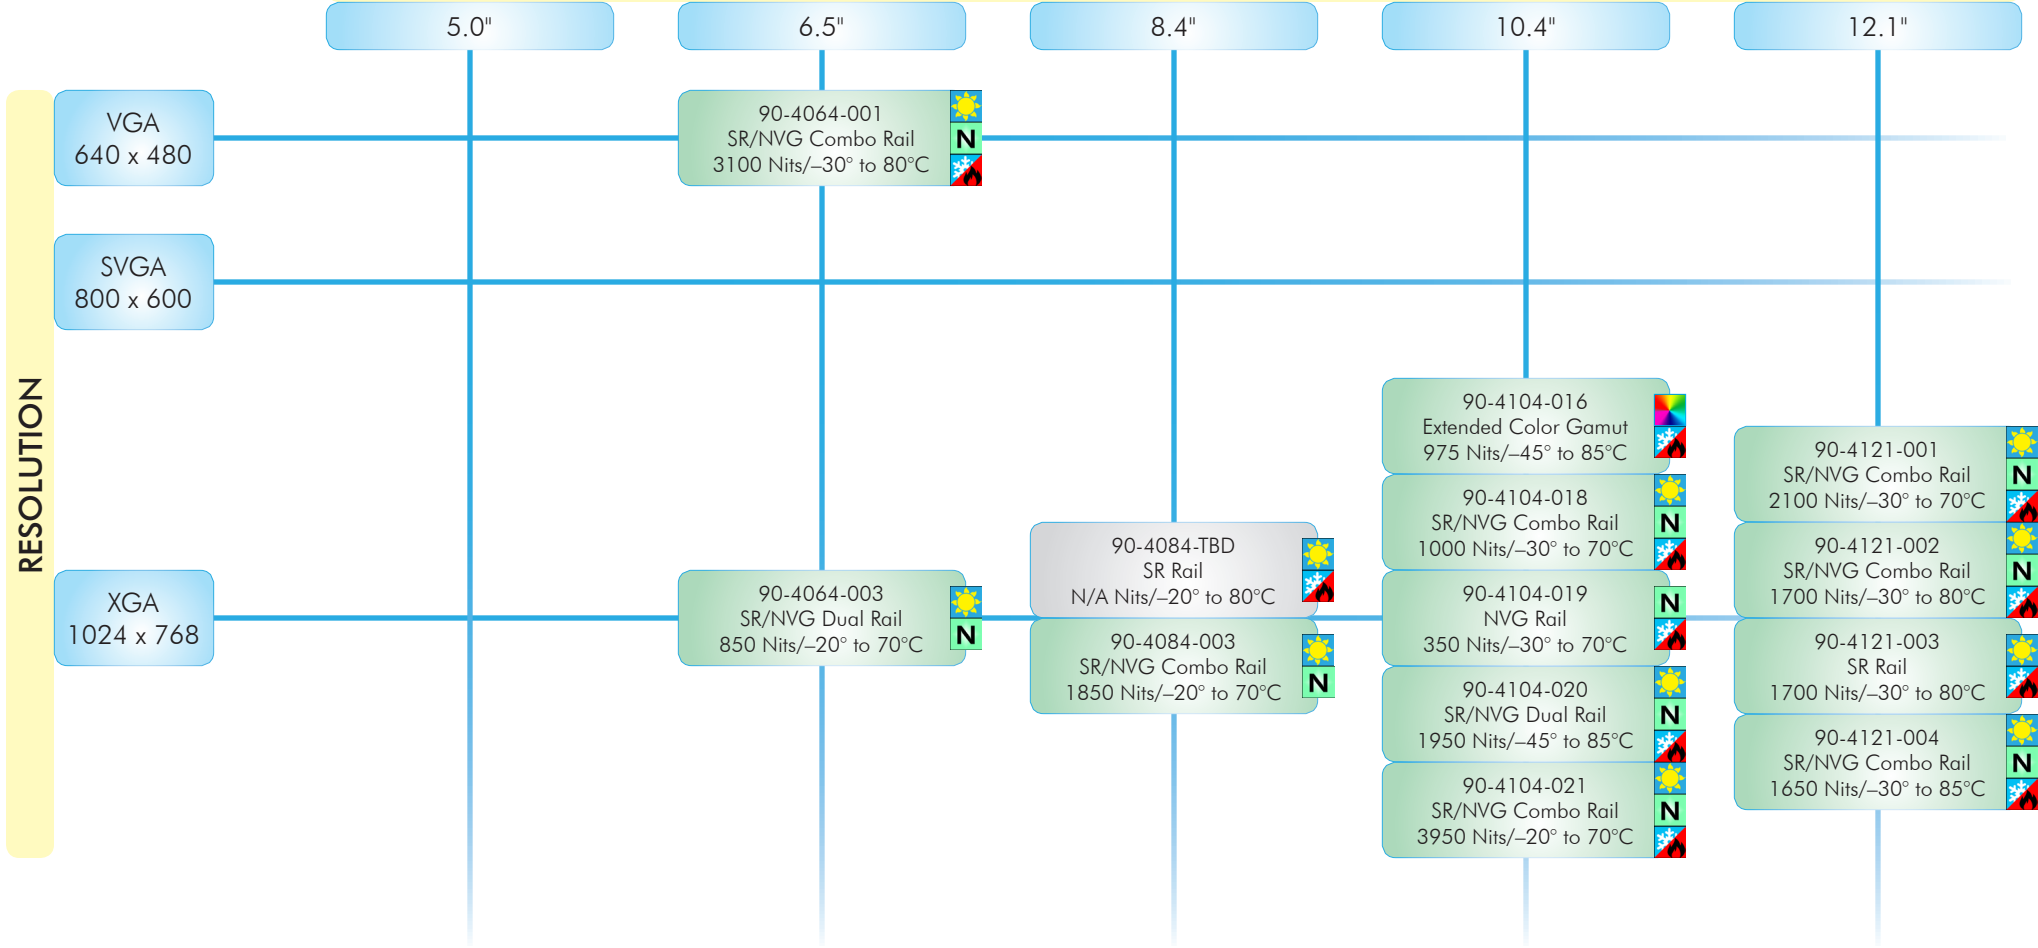 5.0"
6.5"
8.4"
10.4"
12.1"
RESOLUTION
VGA
640 x 480
90-4064-001
SR/NVG Combo Rail
3100 Nits/–30° to 80°C
N
SVGA
800 x 600
XGA
1024 x 768
90-4064-003
SR/NVG Dual Rail
850 Nits/–20° to 70°C
N
90-4084-TBD
SR Rail
N/A Nits/–20° to 80°C
90-4084-003
SR/NVG Combo Rail
1850 Nits/–20° to 70°C
N
90-4104-016
Extended Color Gamut
975 Nits/–45° to 85°C
90-4104-018
SR/NVG Combo Rail
1000 Nits/–30° to 70°C
N
90-4104-019
NVG Rail
350 Nits/–30° to 70°C
N
90-4104-020
SR/NVG Dual Rail
1950 Nits/–45° to 85°C
N
90-4104-021
SR/NVG Combo Rail
3950 Nits/–20° to 70°C
N
90-4121-001
SR/NVG Combo Rail
2100 Nits/–30° to 70°C
N
90-4121-002
SR/NVG Combo Rail
1700 Nits/–30° to 80°C
N
90-4121-003
SR Rail
1700 Nits/–30° to 80°C
90-4121-004
SR/NVG Combo Rail
1650 Nits/–30° to 85°C
N